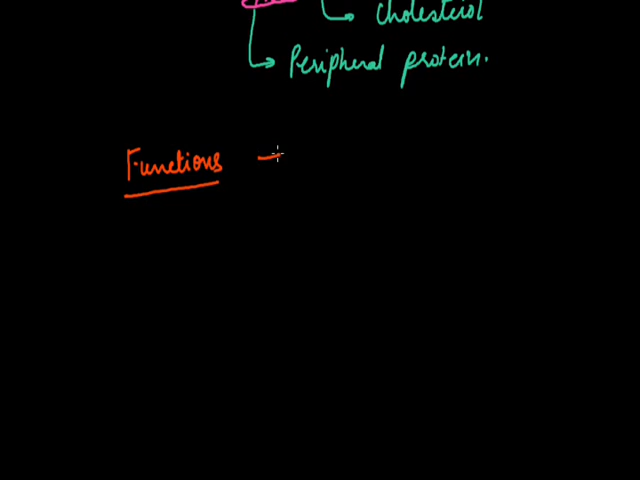 Cholesterol
Peripheral protein.
Functions